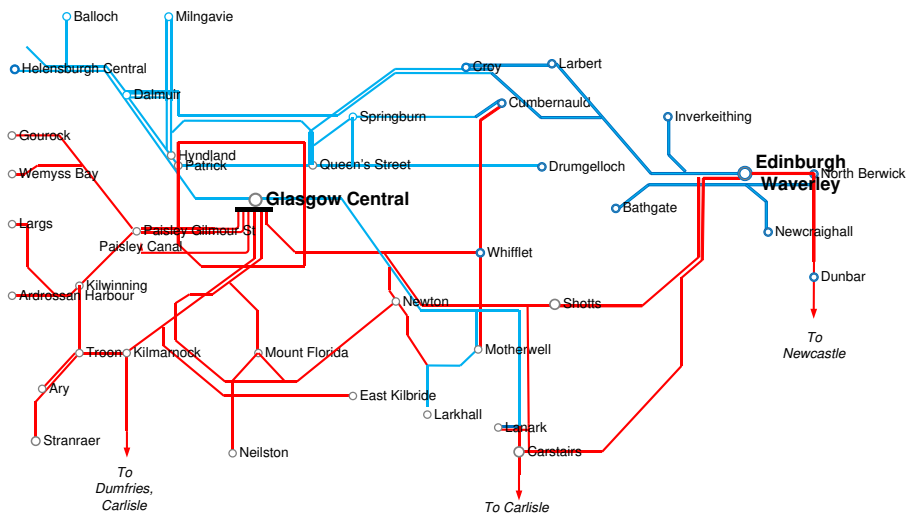 Balloch
Milngavie
Helensburgh Central
Croy
Larbert
Dalmuir
Cumbernauld
Springburn
Inverkeithing
Gourock
Hyndland
Patrick
Queen's Street
Drumgelloch
Edinburgh
Waverley
North Berwick
Wemyss Bay
Glasgow Central
Bathgate
Largs
Paisley Gilmour St
Newcraighall
Paisley Canal
Whifflet
Dunbar
Kilwinning
Ardrossan Harbour
Newton
Shotts
To
Newcastle
Troon
Kilmarnock
Mount Florida
Motherwell
Ary
East Kilbride
Larkhall
Lanark
Stranraer
Neilston
Carstairs
To
Dumfries,
Carlisle
To Carlisle